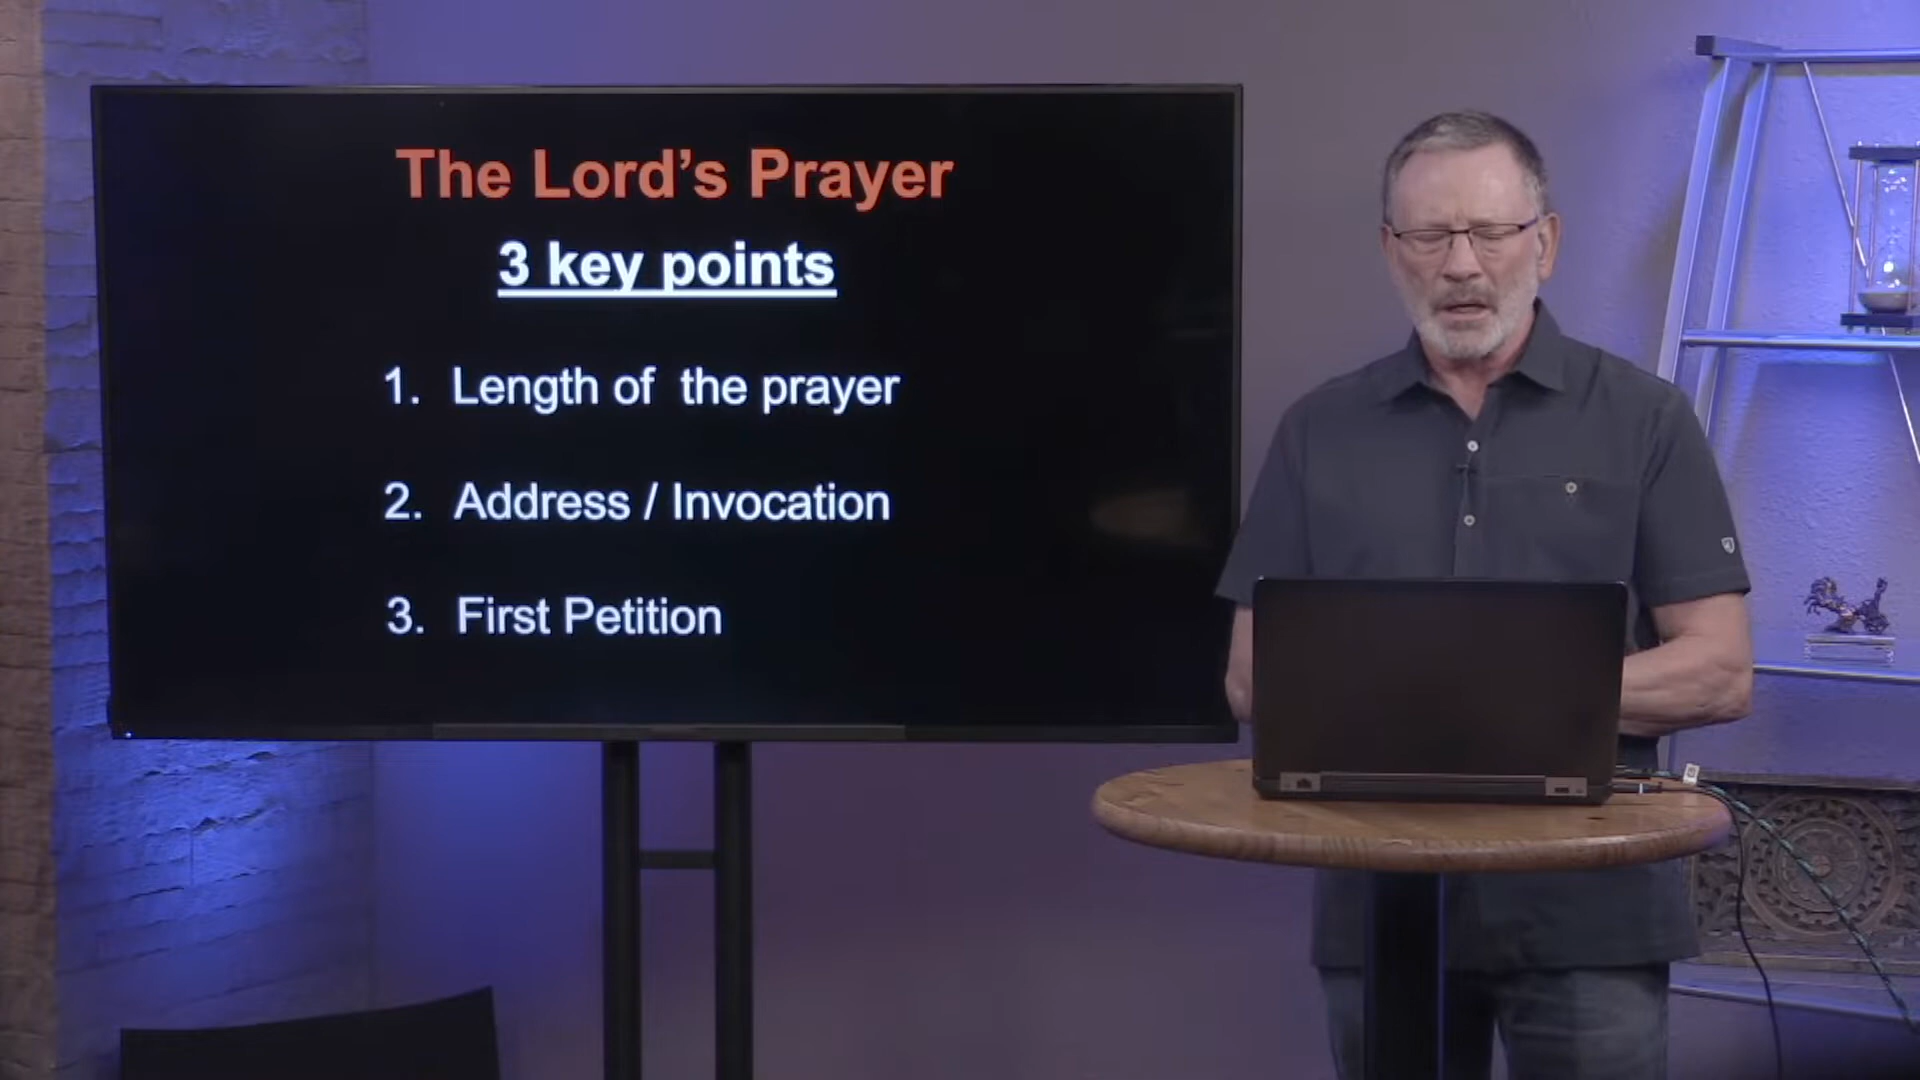 The Lord’s Prayer
3 key points
1. Length of  the prayer
2. Address / Invocation
3. First Petition